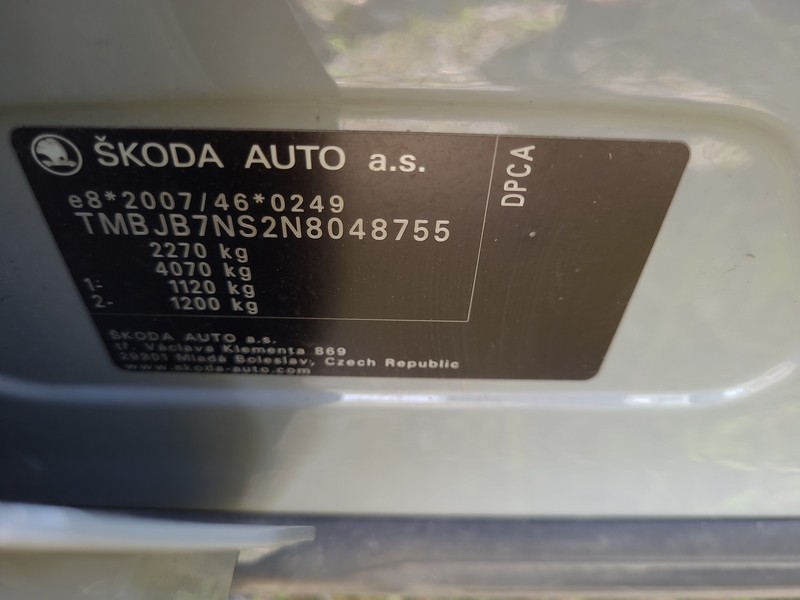 ŠKODA AUTO a.s.
DPCA
e8*2007/46*0249
TMBJB7NS2N8048755
2270 kg
4070 kg
1- 1120 kg
2- 1200 kg
ŠKODA AUTO a.s.
tř. Václava Klementa 869
29301 Mladá Boleslav, Czech Republic
www.skoda-auto.com